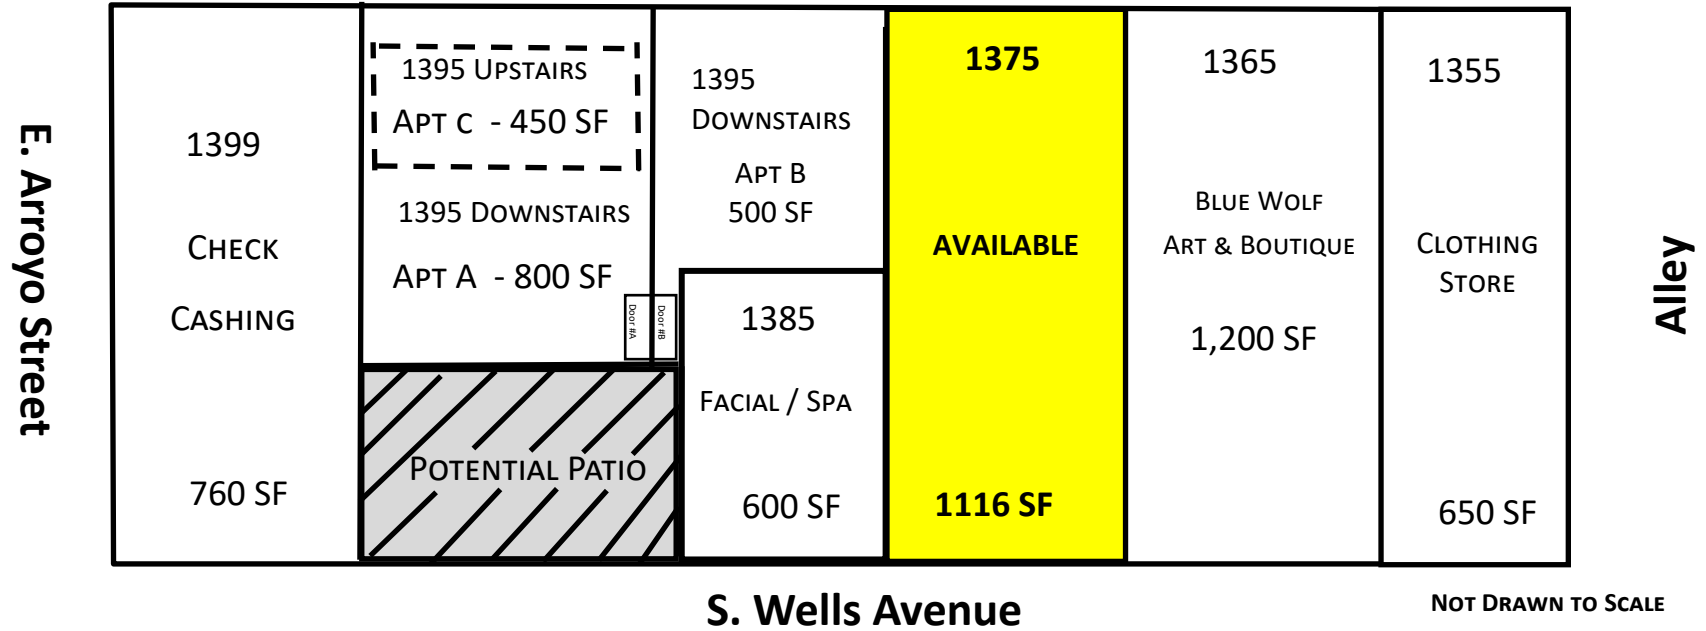 E. Arroyo Street
1399
CHECK
CASHING
760 SF
1395 UPSTAIRS
APT C - 450 SF
1395 DOWNSTAIRS
APT A - 800 SF
Door #A
Door #B
POTENTIAL PATIO
1395
DOWNSTAIRS
APT B
500 SF
1385
FACIAL / SPA
600 SF
1375
AVAILABLE
1116 SF
1365
BLUE WOLF
ART & BOUTIQUE
1,200 SF
1355
CLOTHING
STORE
650 SF
Alley
S. Wells Avenue
NOT DRAWN TO SCALE